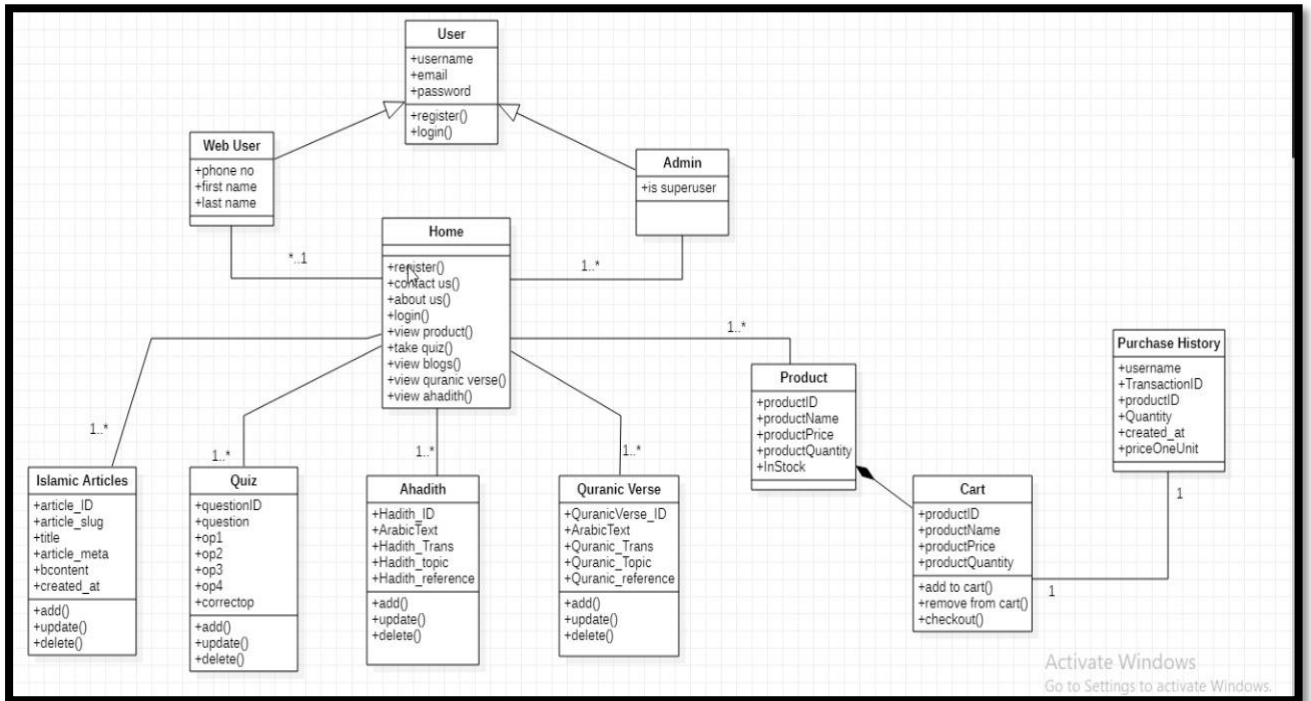 User
+username
+email
+password
+register()
+login()
Web User
+phone no
+first name
+last name
Admin
+is superuser
Home
+register()
+contact us()
+about us()
+login()
+view product()
+take quiz()
+view blogs()
+view quranic verse()
+view ahadith()
*..1
1..*
1..*
1..*
1..*
1..*
1..*
Islamic Articles
+article_ID
+article_slug
+title
+article_meta
+bcontent
+created_at
+add()
+update()
+delete()
Quiz
+questionID
+question
+op1
+op2
+op3
+op4
+correctop
+add()
+update()
+delete()
Ahadith
+Hadith_ID
+ArabicText
+Hadith_Trans
+Hadith_topic
+Hadith_reference
+add()
+update()
+delete()
Quranic Verse
+QuranicVerse_ID
+ArabicText
+Quranic_Trans
+Quranic_Topic
+Quranic_reference
+add()
+update()
+delete()
Product
+productID
+productName
+productPrice
+productQuantity
+InStock
Cart
+productID
+productName
+productPrice
+productQuantity
+add to cart()
+remove from cart()
+checkout()
Purchase History
+username
+TransactionID
+productID
+Quantity
+created_at
+priceOneUnit
1
1
Activate Windows
Go to Settings to activate Windows.